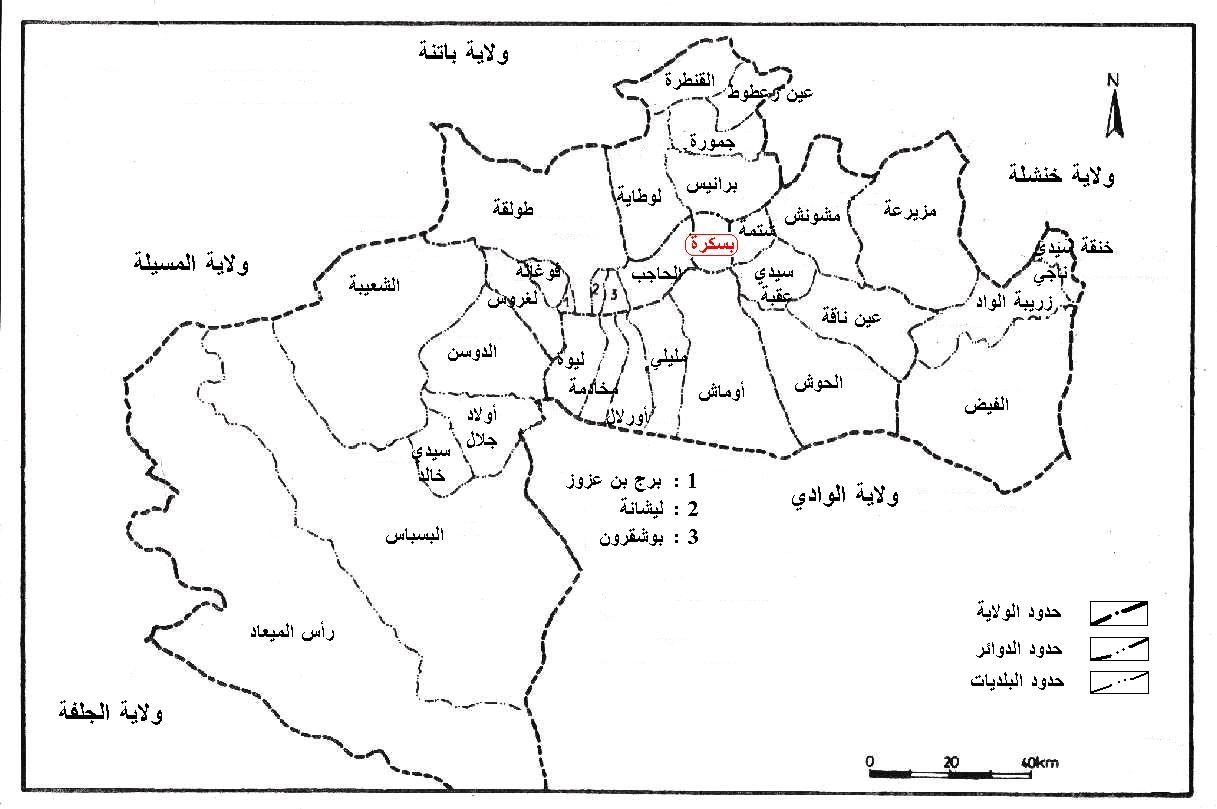 ولاية باتنة
N
القنطرة
عين زعطوط
جمورة
ولاية خنشلة
برانيس
لوطاية
طولقة
مشونش
مزيرعة
شتمة
بسكرة
خنقة سيدي
ناجي
ولاية المسيلة
الشعيبة
فوغالة
لغروس
1
2
3
الحاجب
سيدي
عقبة
زريبة الواد
عين ناقة
الدوسن
ليوة
مليلي
مخادمة
أوماش
الحوش
الفيض
أورلال
أولاد
جلال
سيدي
خالد
1 : برج بن عزوز
2 : ليشانة
3 : بوشقرون
ولاية الوادي
البسباس
رأس الميعاد
حدود الولاية
حدود الدوائر
حدود البلديات
ولاية الجلفة
0 20 40km